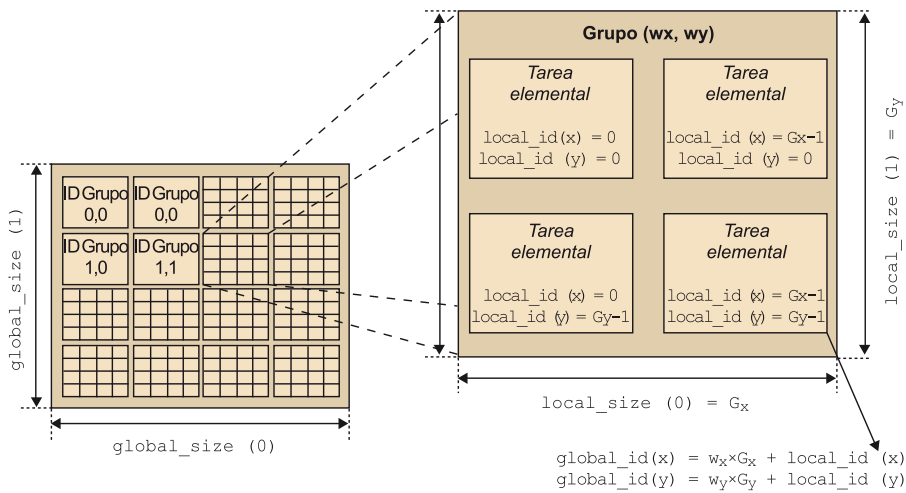 Grupo (wx, wy)
Tarea
elemental
local_id(x) = 0
local_id (y) = 0
Tarea
elemental
local_id (x) = Gx-1
local_id (y) = 0
Tarea
elemental
local_id (x) = 0
local_id (y) = Gy-1
Tarea
elemental
local_id (x) = Gx-1
local_id (y) = Gy-1
local_size (1) = Gy
local_size (0) = Gx
global_id(x) = wx×Gx + local_id (x)
global_id(y) = wy×Gy + local_id (y)
ID Grupo
0,0
ID Grupo
0,0
ID Grupo
1,0
ID Grupo
1,1
global_size (1)
global_size (0)